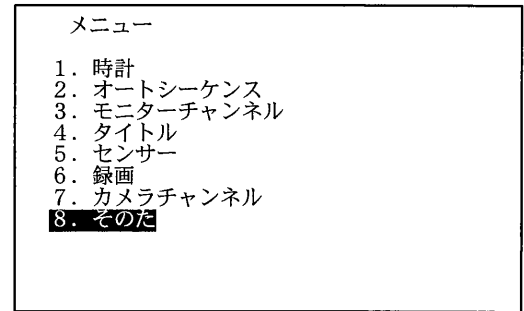 メニュー
1. 時計
2. オートシーケンス
3. モニターチャンネル
4. タイトル
5. センサー
6. 録画
7. カメラチャンネル
8. そのた